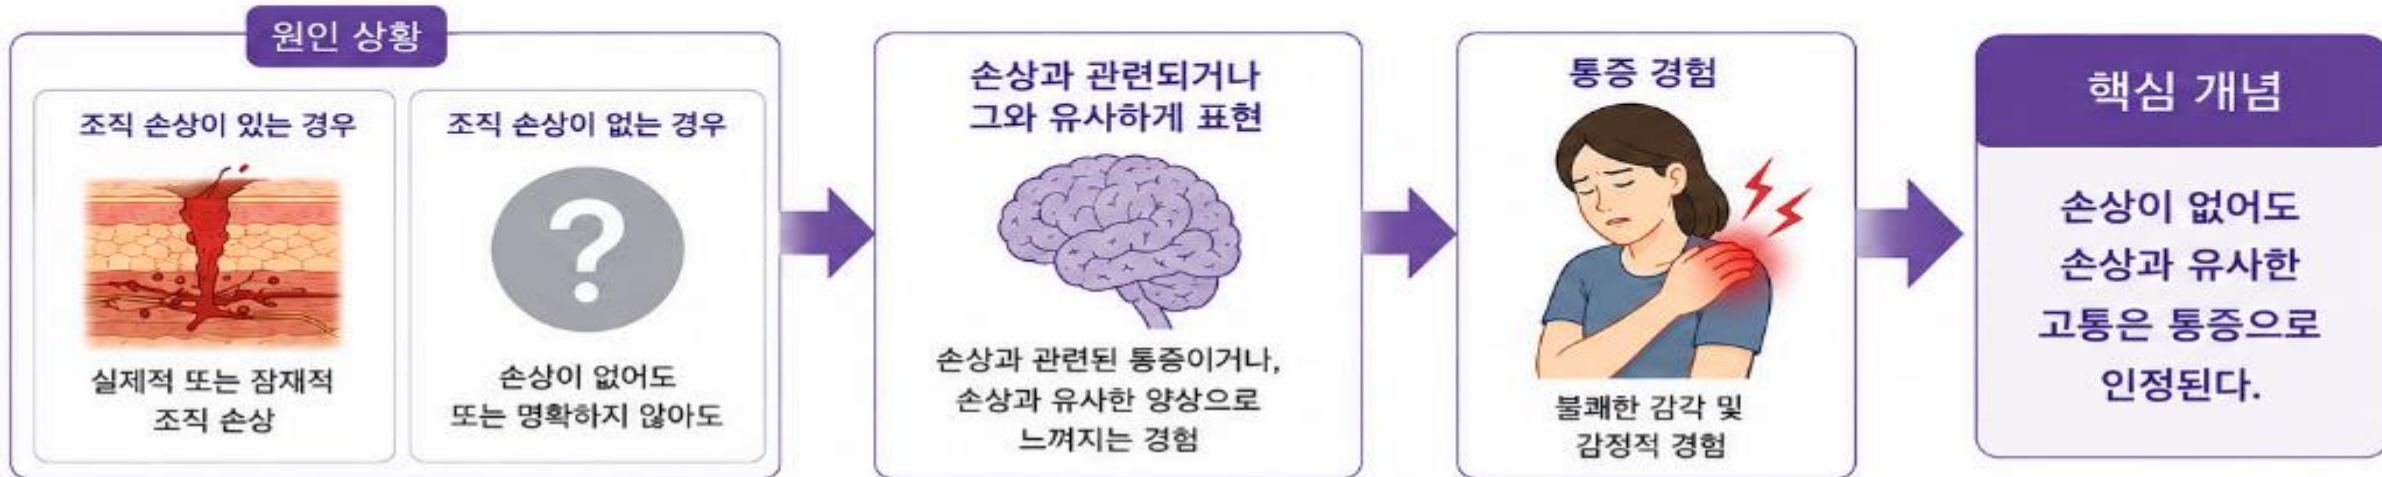 원인 상황
조직 손상이 있는 경우
실제적 또는 잠재적
조직 손상
조직 손상이 없는 경우
?
손상이 없어도
또는 명확하지 않아도
손상과 관련되거나
그와 유사하게 표현
손상과 관련된 통증이거나,
손상과 유사한 양상으로
느껴지는 경험
통증 경험
불쾌한 감각 및
감정적 경험
핵심 개념
손상이 없어도
손상과 유사한
고통은 통증으로
인정된다.